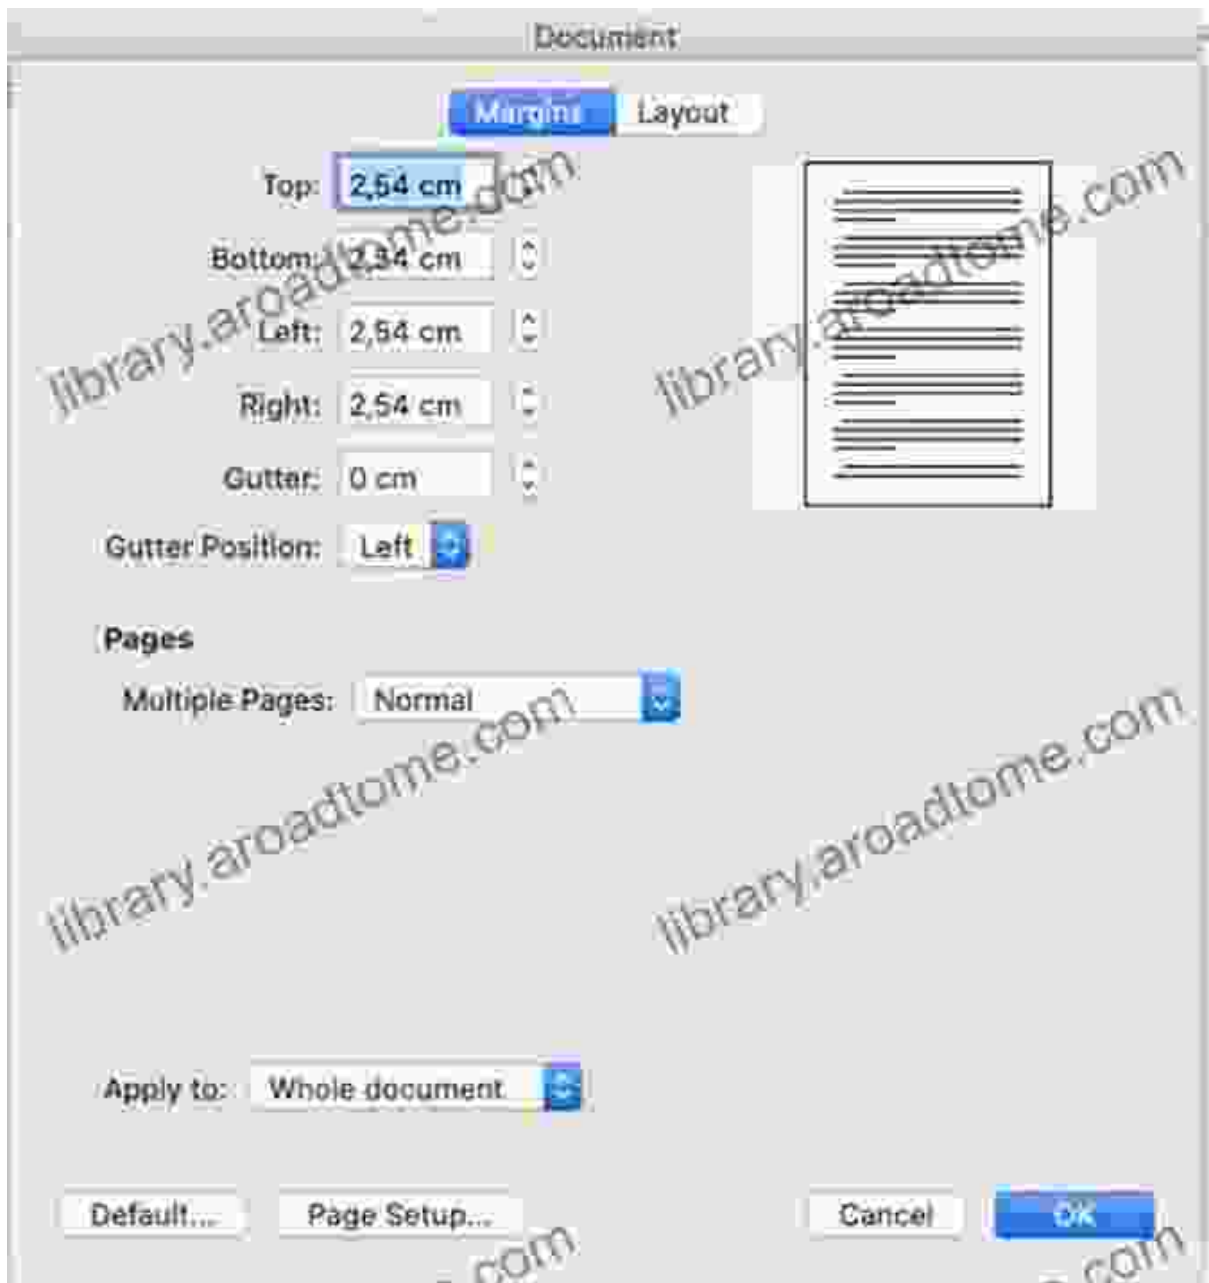 Document
Margins Layout
Top: 2,54 cm
Bottom: 2,54 cm
Left: 2,54 cm
Right: 2,54 cm
Gutter: 0 cm
Gutter Position: Left
Pages
Multiple Pages: Normal
Apply to: Whole document
Default... Page Setup... Cancel OK
library.aroadtome.com
library.aroadtome.com
library.aroadtome.com
library.aroadtome.com
.com
.com